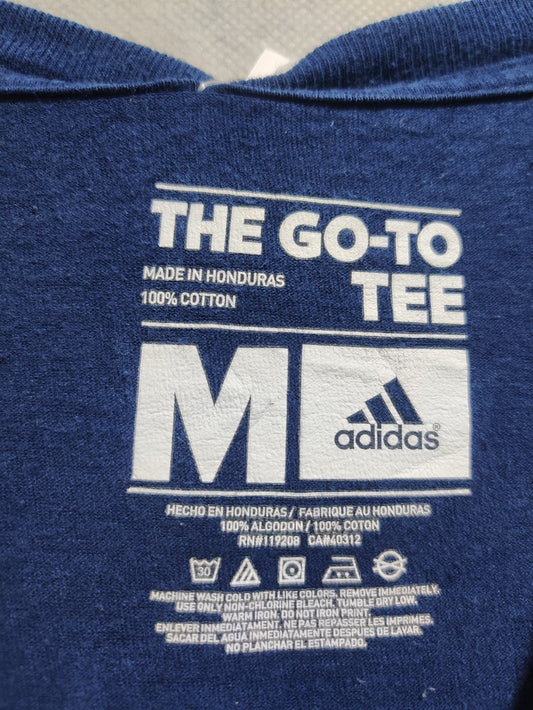 THE GO-TO
TEE
MADE IN HONDURAS
100% COTTON
M
adidas®
HECHO EN HONDURAS/ FABRIQUE AU HONDURAS
100% ALGODON/100% COTON
RN#119208 CA#40312
30
MACHINE WASH COLD WITH LIKE COLORS, REMOVE IMMEDIATELY,
USE ONLY NON-CHLORINE BLEACH. TUMBLE DRY LOW.
WARM IRON. DO NOT IRON PRINT.
ENLEVER IMMEDIATAMENT. NE PAS REPASSER LES IMPRIMES.
SACAR DEL AGUA INMEDIATAMENTE DESPUES DE LAVAR.
NO PLANCHAR EL ESTAMPADO.